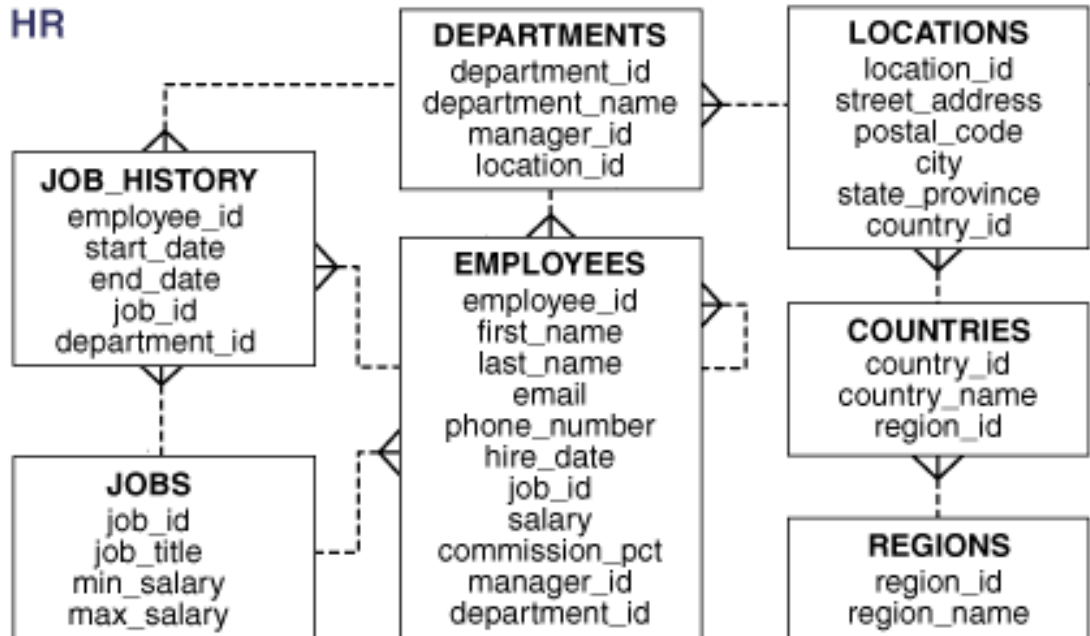 HR
DEPARTMENTS
department_id
department_name
manager_id
location_id
LOCATIONS
location_id
street_address
postal_code
city
state_province
country_id
JOB_HISTORY
employee_id
start_date
end_date
job_id
department_id
EMPLOYEES
employee_id
first_name
last_name
email
phone_number
hire_date
job_id
salary
commission_pct
manager_id
department_id
COUNTRIES
country_id
country_name
region_id
JOBS
job_id
job_title
min_salary
max_salary
REGIONS
region_id
region_name